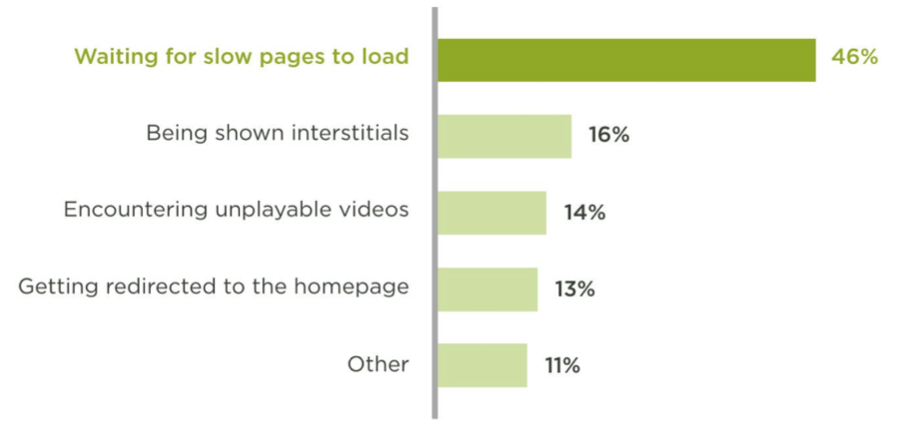 Waiting for slow pages to load 46%
Being shown interstitials 16%
Encountering unplayable videos 14%
Getting redirected to the homepage 13%
Other 11%